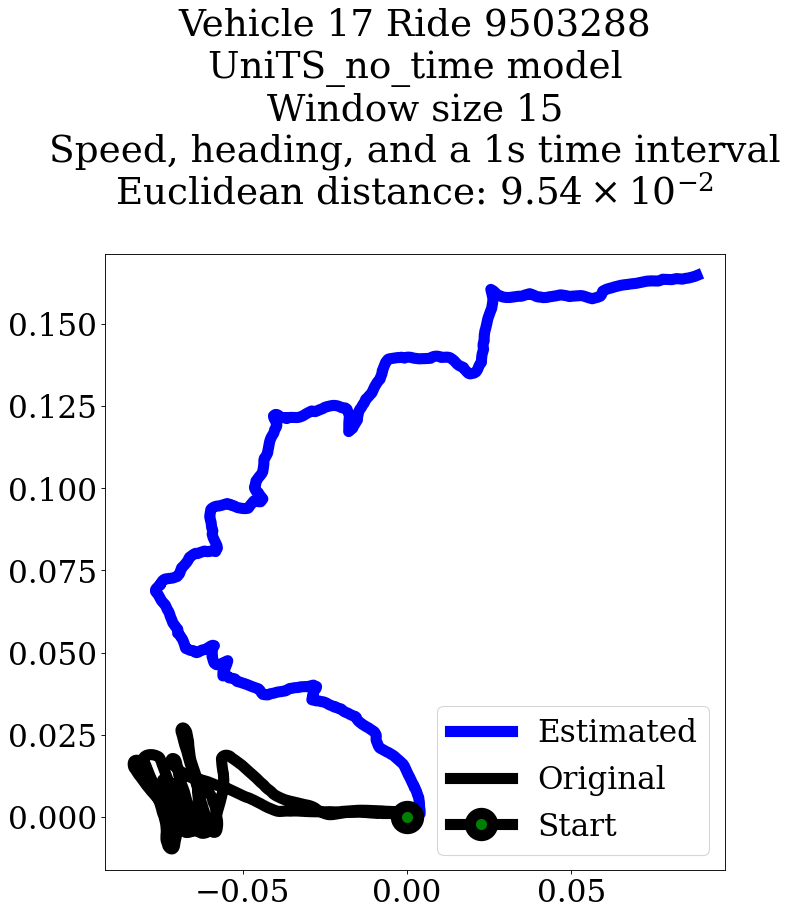 Vehicle 17 Ride 9503288
UniTS_no_time model
Window size 15
Speed, heading, and a 1s time interval
Euclidean distance: 9.54 × 10⁻²
0.150
0.125
0.100
0.075
0.050
0.025
0.000
−0.05 0.00 0.05
Estimated
Original
Start